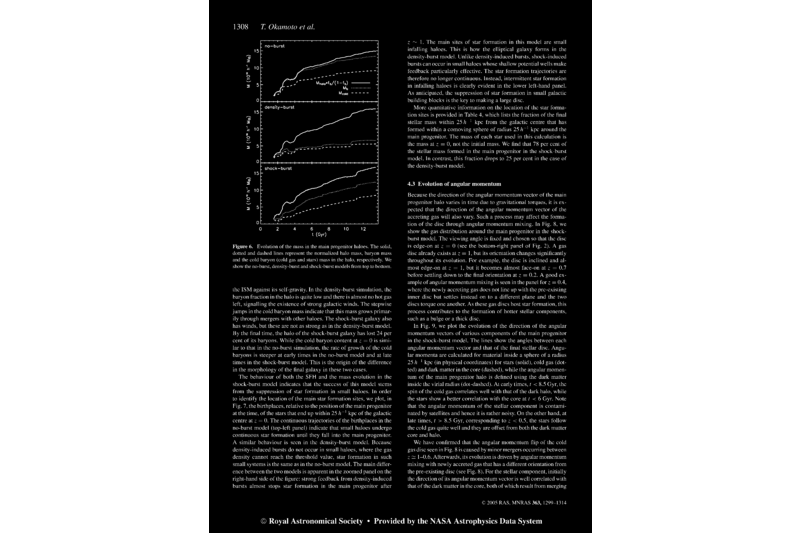 1308 T. Okamoto et al.
no-burst
density-burst
shock-burst
t [Gyr]
Figure 6. Evolution of the mass in the main progenitor haloes. The solid,
dotted and dashed lines represent the normalized halo mass, baryon mass
and the cold baryon (cold gas and stars) mass in the halo, respectively. We
show the no-burst, density-burst and shock-burst models from top to bottom.
the ISM against its self-gravity. In the density-burst simulation, the
baryon fraction in the halo is quite low and there is almost no hot gas
left, signalling the existence of strong galactic winds. The stepwise
jumps in the cold baryon mass indicate that this mass grows primar-
ily through mergers with other haloes. The shock-burst galaxy also
has winds, but these are not as strong as in the density-burst model.
By the final time, the halo of the shock-burst galaxy has lost 24 per
cent of its baryons. While the cold baryon content at z = 0 is simi-
lar to that in the no-burst simulation, the rate of growth of the cold
baryons is steeper at early times in the no-burst model and at late
times in the shock-burst model. This is the origin of the difference
in the morphology of the final galaxy in these two cases.
The behaviour of both the SFH and the mass evolution in the
shock-burst model indicates that the success of this model stems
from the suppression of star formation in small haloes. In order
to identify the location of the main star formation sites, we plot, in
Fig. 7, the birthplaces, relative to the position of the main progenitor
at the time, of the stars that end up within 25 h⁻¹ kpc of the galactic
centre at z = 0. The continuous trajectories of the birthplaces in the
no-burst model (top-left panel) indicate that small haloes undergo
continuous star formation until they fall into the main progenitor.
A similar behaviour is seen in the density-burst model. Because
density-induced bursts do not occur in small haloes, where the gas
density cannot reach the threshold value, star formation in such
small systems is the same as in the no-burst model. The main differ-
ence between the two models is apparent in the zoomed panel on the
right-hand side of the figure: strong feedback from density-induced
bursts almost stops star formation in the main progenitor after
z ∼ 1. The main sites of star formation in this model are small
infalling haloes. This is how the elliptical galaxy forms in the
density-burst model. Unlike density-induced bursts, shock-induced
bursts can occur in small haloes whose shallow potential wells make
feedback particularly effective. The star formation trajectories are
therefore no longer continuous. Instead, intermittent star formation
in infalling haloes is clearly evident in the lower left-hand panel.
As anticipated, the suppression of star formation in small galactic
building blocks is the key to making a large disc.
More quantitative information on the location of the star forma-
tion sites is provided in Table 4, which lists the fraction of the final
stellar mass within 25 h⁻¹ kpc from the galactic centre that has
formed within a comoving sphere of radius 25 h⁻¹ kpc around the
main progenitor. The mass of each star used in this calculation is
the mass at z = 0, not the initial mass. We find that 78 per cent of
the stellar mass formed in the main progenitor in the shock-burst
model. In contrast, this fraction drops to 25 per cent in the case of
the density-burst model.
4.3 Evolution of angular momentum
Because the direction of the angular momentum vector of the main
progenitor halo varies in time due to gravitational torques, it is ex-
pected that the direction of the angular momentum vector of the
accreting gas will also vary. Such a process may affect the forma-
tion of the disc through angular momentum mixing. In Fig. 8, we
show the gas distribution around the main progenitor in the shock-
burst model. The viewing angle is fixed and chosen so that the disc
is edge-on at z = 0 (see the bottom-right panel of Fig. 2). A gas
disc already exists at z = 1, but its orientation changes significantly
throughout its evolution. For example, the disc is inclined and al-
most edge-on at z = 1, but it becomes almost face-on at z = 0.7
before settling down to the final orientation at z = 0.2. A good ex-
ample of angular momentum mixing is seen in the panel for z = 0.4,
where the newly accreting gas does not line up with the pre-existing
inner disc but settles instead on to a different plane and the two
discs torque one another. As these gas discs host star formation, this
process contributes to the formation of hotter stellar components,
such as a bulge or a thick disc.
In Fig. 9, we plot the evolution of the direction of the angular
momentum vectors of various components of the main progenitor
in the shock-burst model. The lines show the angles between each
angular momentum vector and that of the final stellar disc. Angu-
lar momenta are calculated for material inside a sphere of a radius
25 h⁻¹ kpc (in physical coordinates) for stars (solid), cold gas (dot-
ted) and dark matter in the core (dashed), while the angular momen-
tum of the main progenitor halo is defined using the dark matter
inside the virial radius (dot-dashed). At early times, t < 8.5 Gyr, the
spin of the cold gas correlates well with that of the dark halo, while
the stars show a better correlation with the core at t < 6 Gyr. Note
that the angular momentum of the stellar component is contami-
nated by satellites and hence it is rather noisy. On the other hand, at
late times, t > 8.5 Gyr, corresponding to z < 0.5, the stars follow
the cold gas quite well and they are offset from both the dark matter
core and halo.
We have confirmed that the angular momentum flip of the cold
gas disc seen in Fig. 8 is caused by minor mergers occurring between
z ≃ 1–0.6. Afterwards, its evolution is driven by angular momentum
mixing with newly accreted gas that has a different orientation from
the pre-existing disc (see Fig. 8). For the stellar component, initially
the direction of its angular momentum vector is well correlated with
that of the dark matter in the core, both of which result from merging
© 2005 RAS, MNRAS 363, 1299–1314
© Royal Astronomical Society • Provided by the NASA Astrophysics Data System